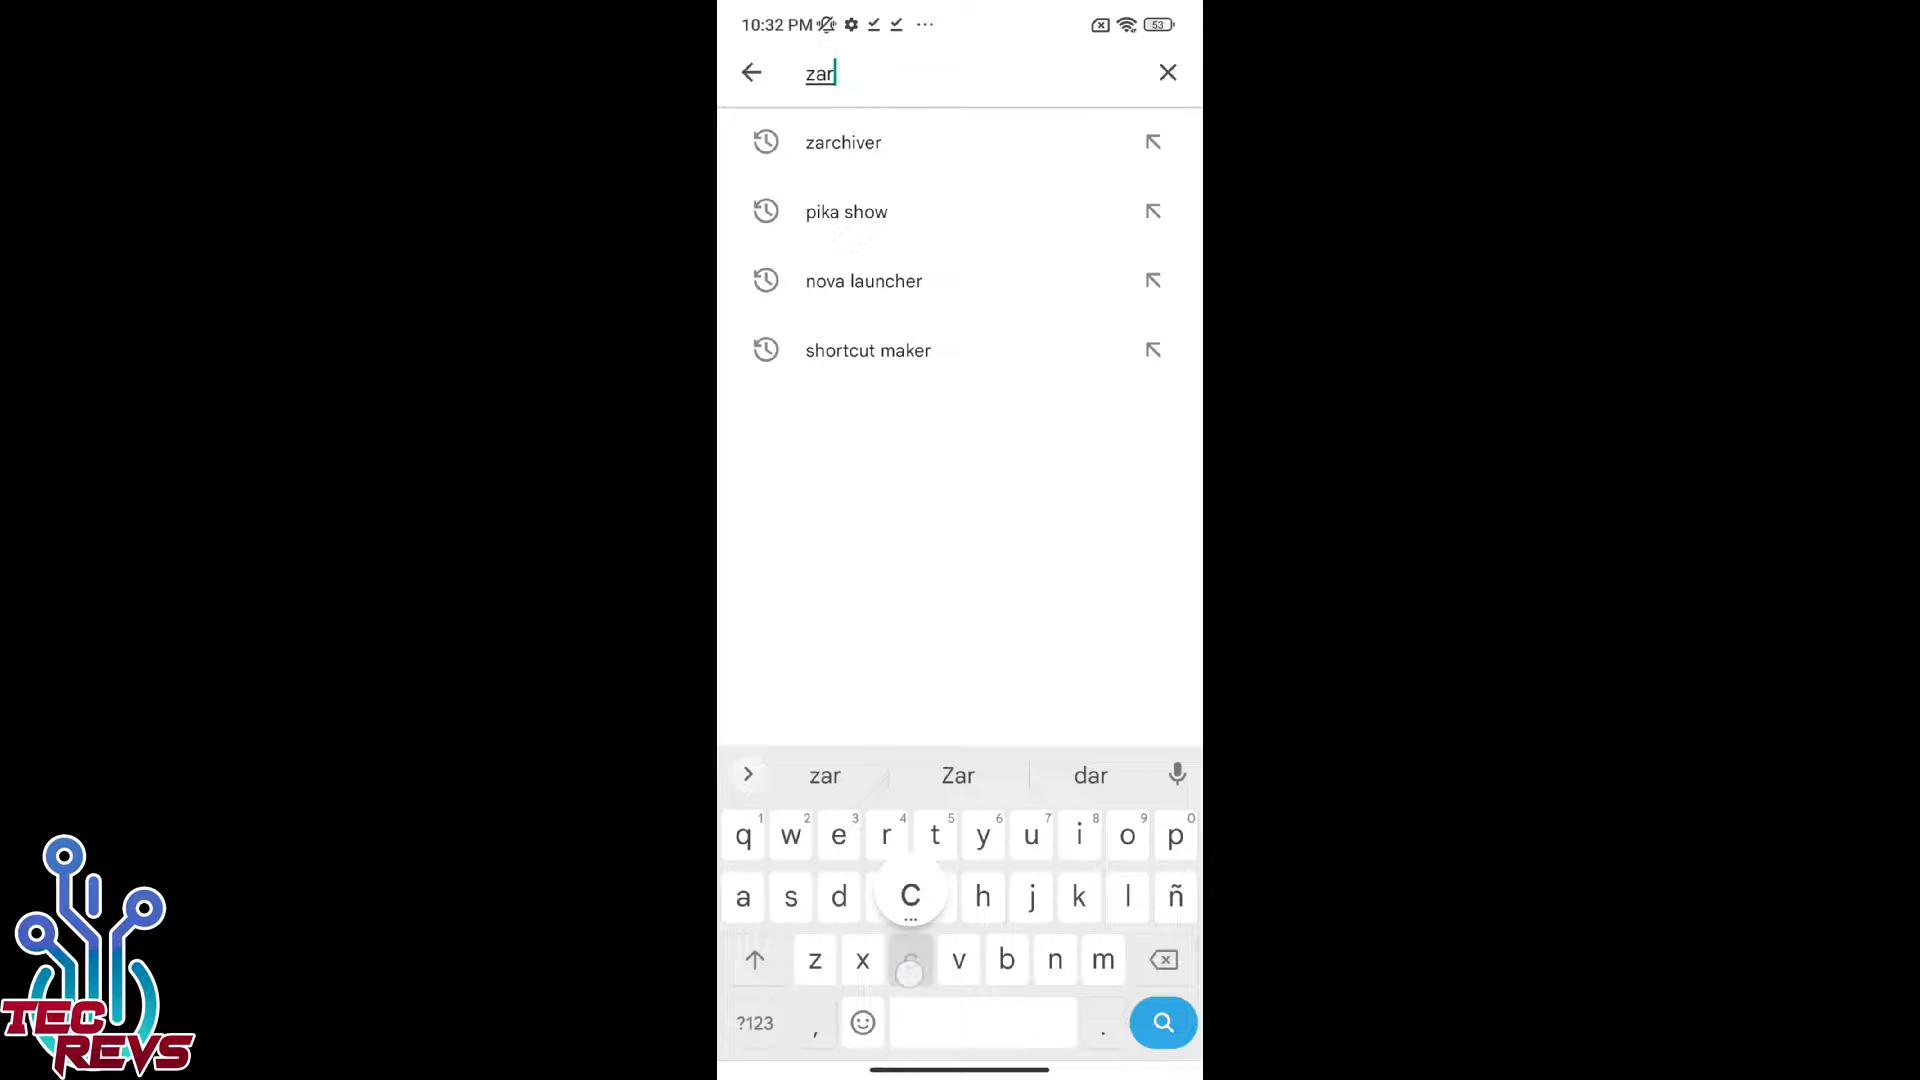 10:32 PM
53
zar
zarchiver
pika show
nova launcher
shortcut maker
zar Zar dar
1 2 3 4 5 6 7 8 9 0
q w e r t y u i o p
a s d C h j k l ñ
z x c v b n m
?123 , .
TEC
REVS